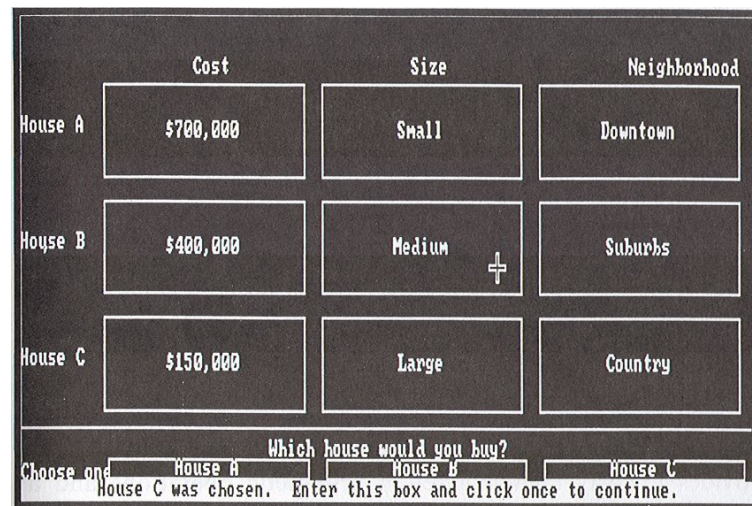 Cost Size Neighborhood
House A $700,000 Small Downtown
House B $400,000 Medium Suburbs
House C $150,000 Large Country
Which house would you buy?
Choose one House A House B House C
House C was chosen. Enter this box and click once to continue.